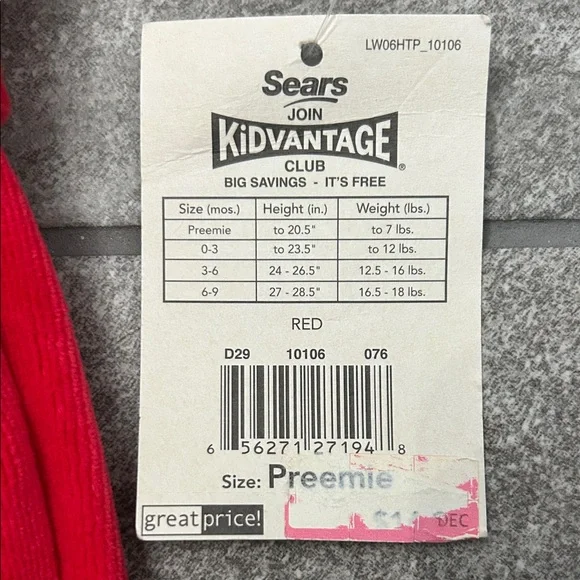 LW06HTP_10106
Sears
JOIN
KiDVANTAGE®
CLUB
BIG SAVINGS - IT'S FREE
Size (mos.) Height (in.) Weight (lbs.)
Preemie to 20.5" to 7 lbs.
0-3 to 23.5" to 12 lbs.
3-6 24 - 26.5" 12.5 - 16 lbs.
6-9 27 - 28.5" 16.5 - 18 lbs.
RED
D29 10106 076
6 56271 27194 8
Size: Preemie
great price!
DEC